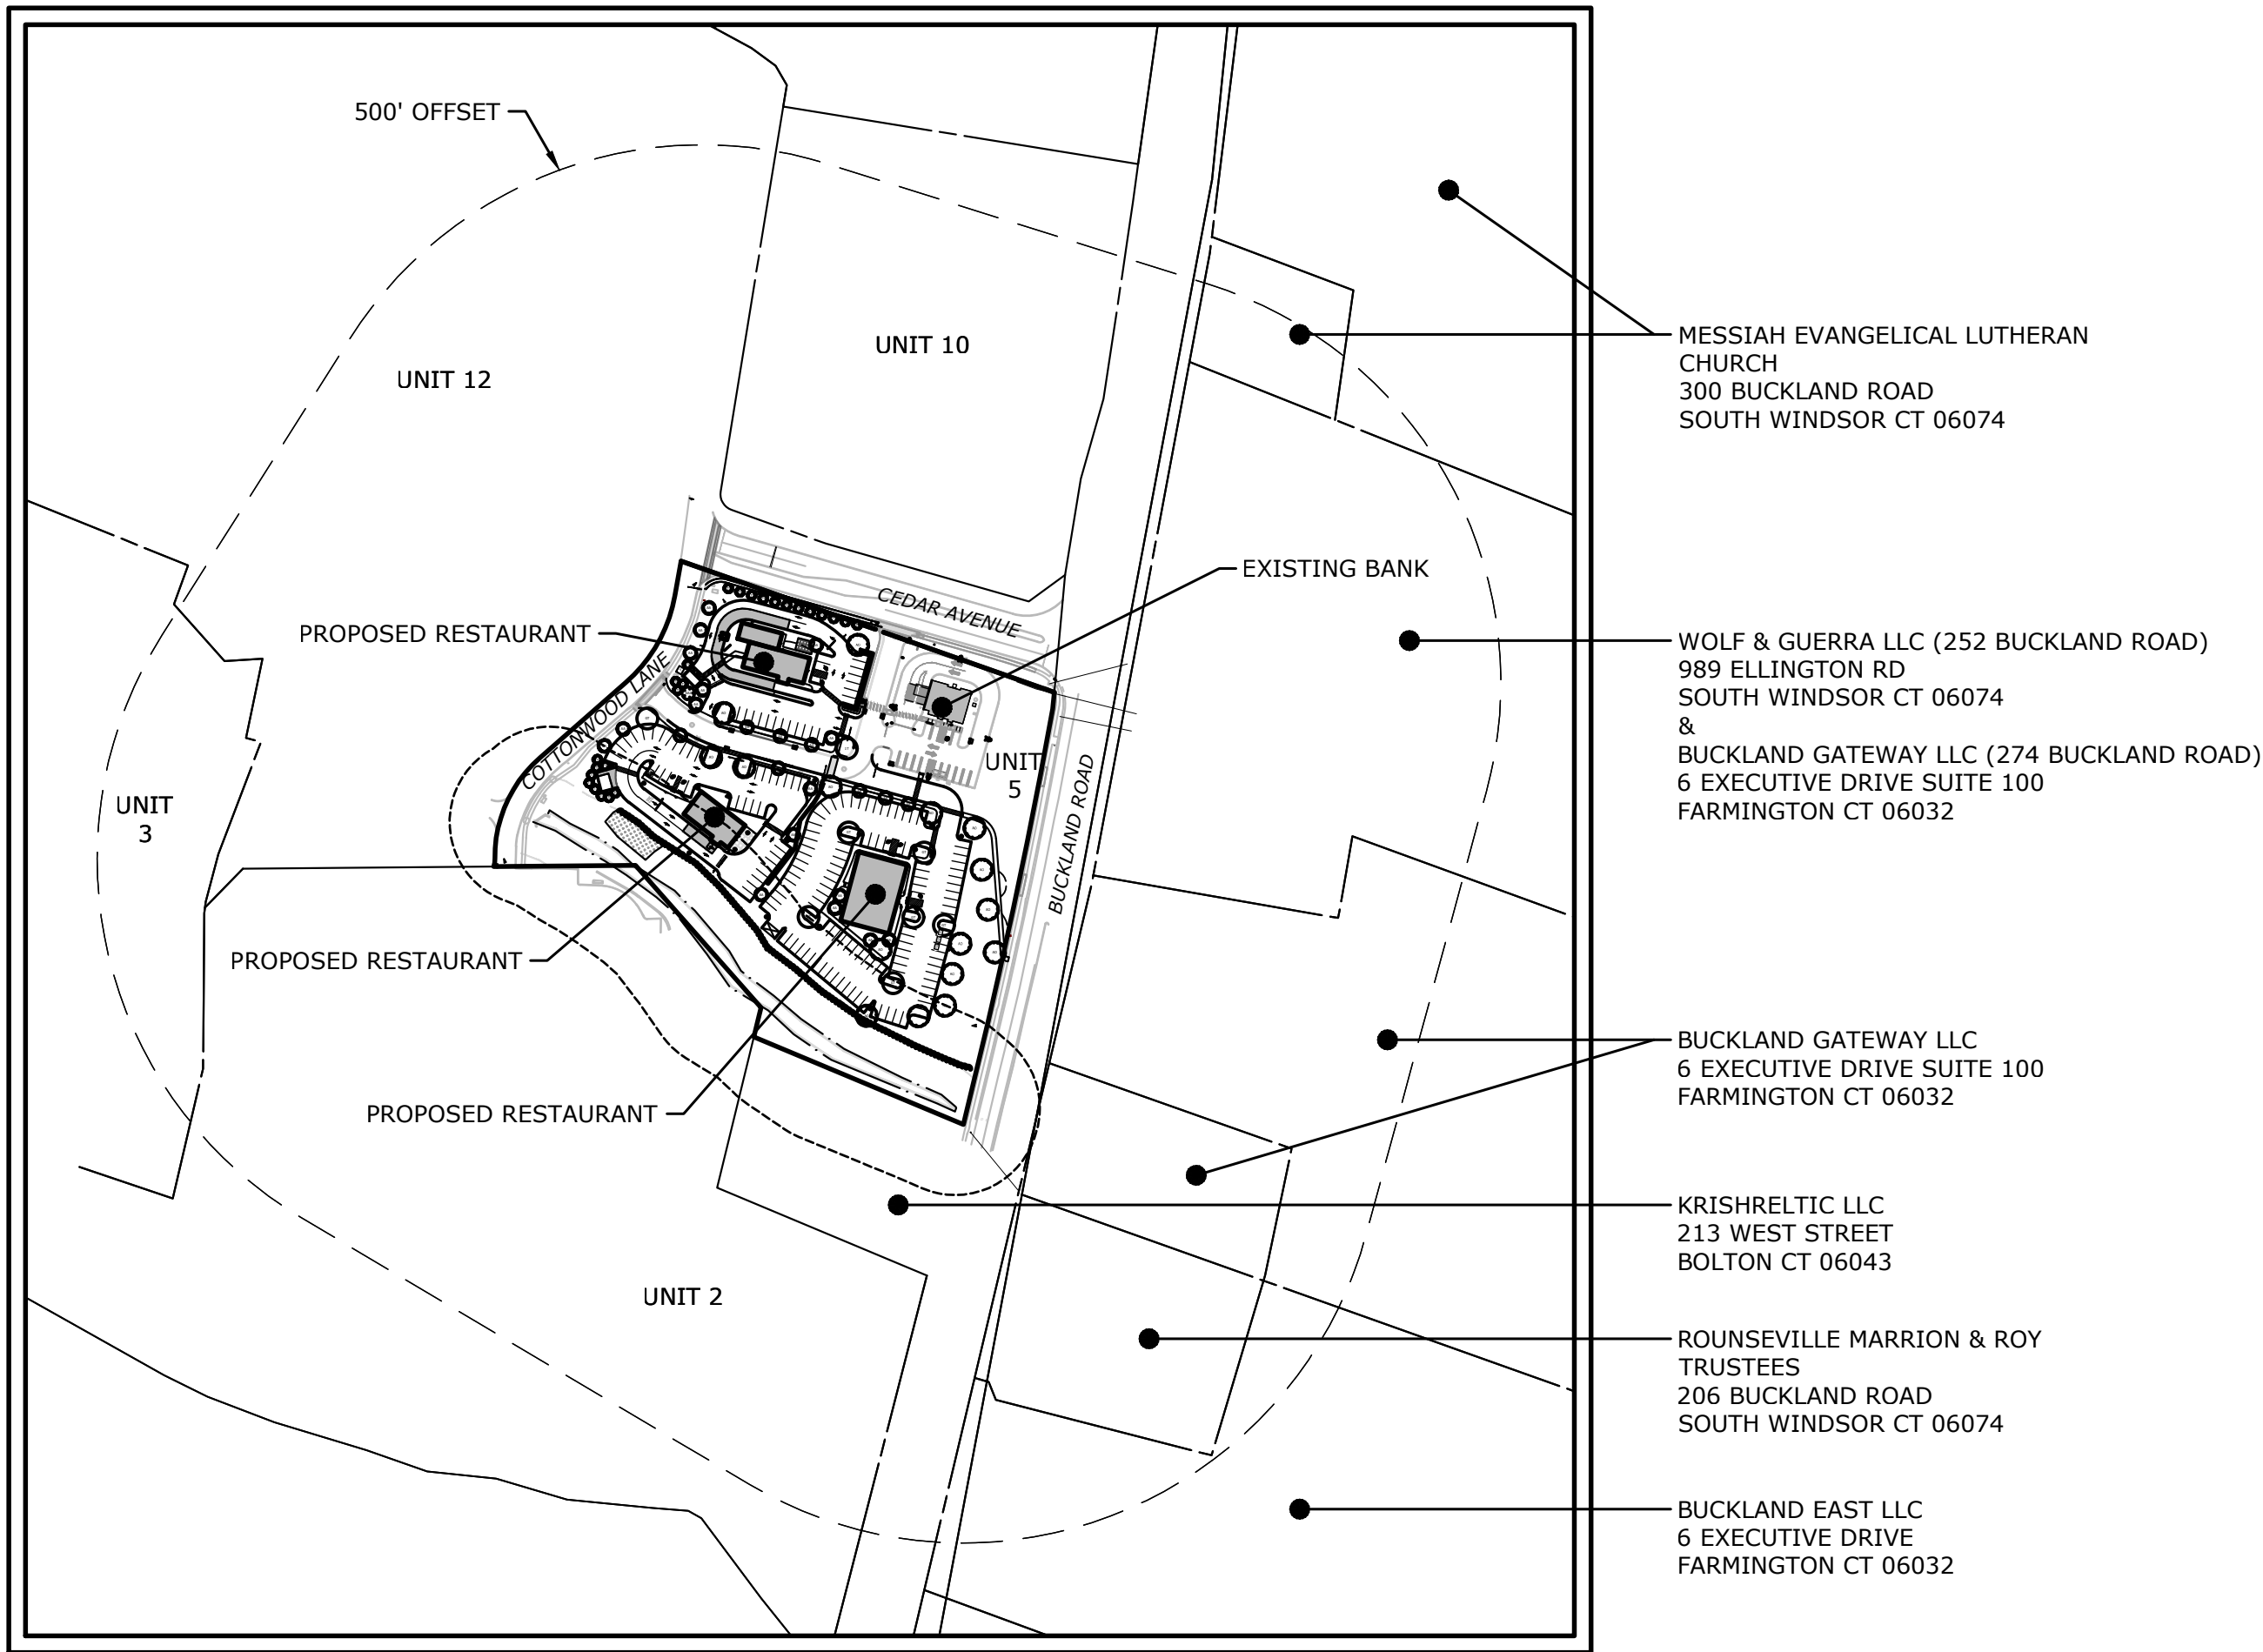 500' OFFSET
UNIT 10
UNIT 12
MESSIAH EVANGELICAL LUTHERAN
CHURCH
300 BUCKLAND ROAD
SOUTH WINDSOR CT 06074
EXISTING BANK
CEDAR AVENUE
PROPOSED RESTAURANT
COTTONWOOD LANE
WOLF & GUERRA LLC (252 BUCKLAND ROAD)
989 ELLINGTON RD
SOUTH WINDSOR CT 06074
&
BUCKLAND GATEWAY LLC (274 BUCKLAND ROAD)
6 EXECUTIVE DRIVE SUITE 100
FARMINGTON CT 06032
UNIT
5
BUCKLAND ROAD
UNIT
3
PROPOSED RESTAURANT
BUCKLAND GATEWAY LLC
6 EXECUTIVE DRIVE SUITE 100
FARMINGTON CT 06032
PROPOSED RESTAURANT
KRISHRELTIC LLC
213 WEST STREET
BOLTON CT 06043
UNIT 2
ROUNSEVILLE MARRION & ROY
TRUSTEES
206 BUCKLAND ROAD
SOUTH WINDSOR CT 06074
BUCKLAND EAST LLC
6 EXECUTIVE DRIVE
FARMINGTON CT 06032